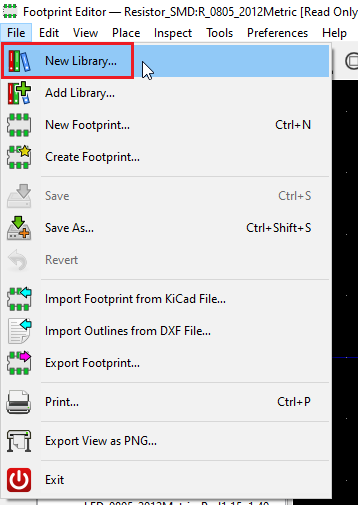 Footprint Editor — Resistor_SMD:R_0805_2012Metric [Read Only
File Edit View Place Inspect Tools Preferences Help
New Library...
Add Library...
New Footprint... Ctrl+N
Create Footprint...
Save Ctrl+S
Save As... Ctrl+Shift+S
Revert
Import Footprint from KiCad File...
Import Outlines from DXF File...
Export Footprint...
Print... Ctrl+P
Export View as PNG...
Exit